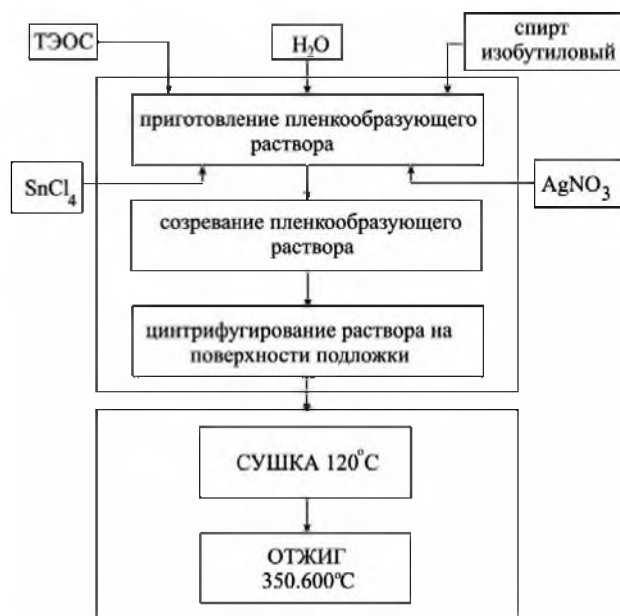 ТЭОС
H₂O
спирт
изобутиловый
приготовление пленкообразующего
раствора
SnCl₄
AgNO₃
созревание пленкообразующего
раствора
цинтрифугирование раствора на
поверхности подложки
СУШКА 120°С
ОТЖИГ
350.600°С